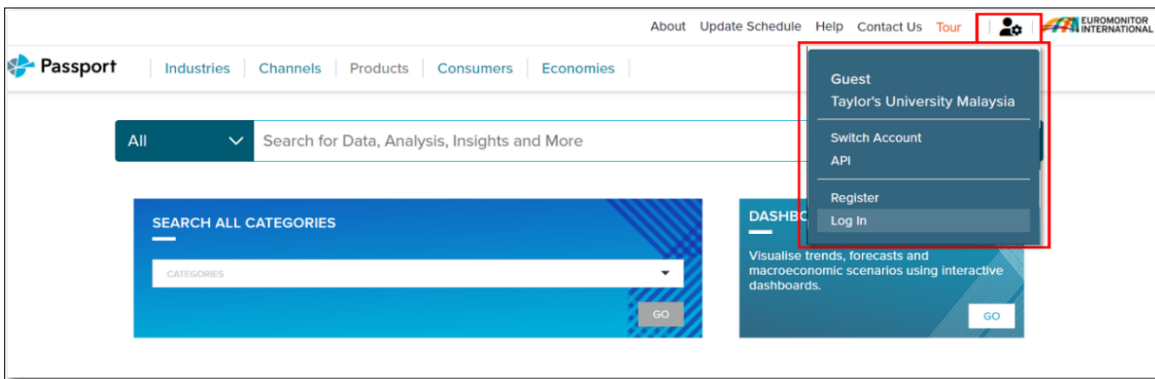 About Update Schedule Help Contact Us Tour
EUROMONITOR
INTERNATIONAL
Passport Industries Channels Products Consumers Economies
Guest
Taylor's University Malaysia
Switch Account
API
Register
Log In
All Search for Data, Analysis, Insights and More
SEARCH ALL CATEGORIES
CATEGORIES
GO
Visualise trends, forecasts and
macroeconomic scenarios using interactive
dashboards.
GO